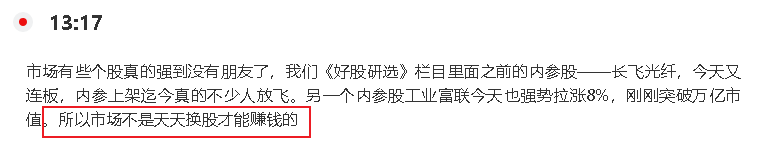 13:17
市场有些个股真的强到没有朋友了，我们《好股研选》栏目里面之前的内参股——长飞光纤，今天又
连板，内参上架迄今真的不少人放飞。另一个内参股工业富联今天也强势拉涨8%，刚刚突破万亿市
值。所以市场不是天天换股才能赚钱的